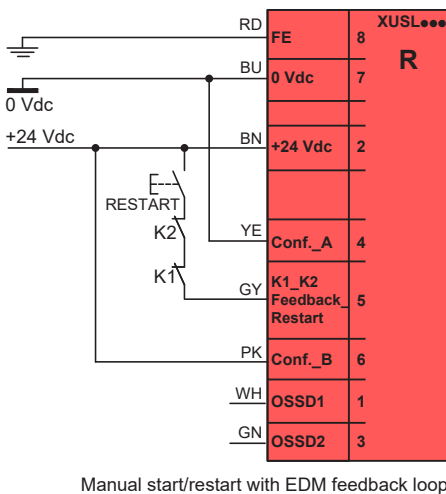 XUSL●●●
R
RD FE 8
BU 0 Vdc 7
0 Vdc
+24 Vdc
BN +24 Vdc 2
RESTART
K2
YE Conf._A 4
K1
GY K1_K2
Feedback_ 5
Restart
PK Conf._B 6
WH OSSD1 1
GN OSSD2 3
Manual start/restart with EDM feedback loop